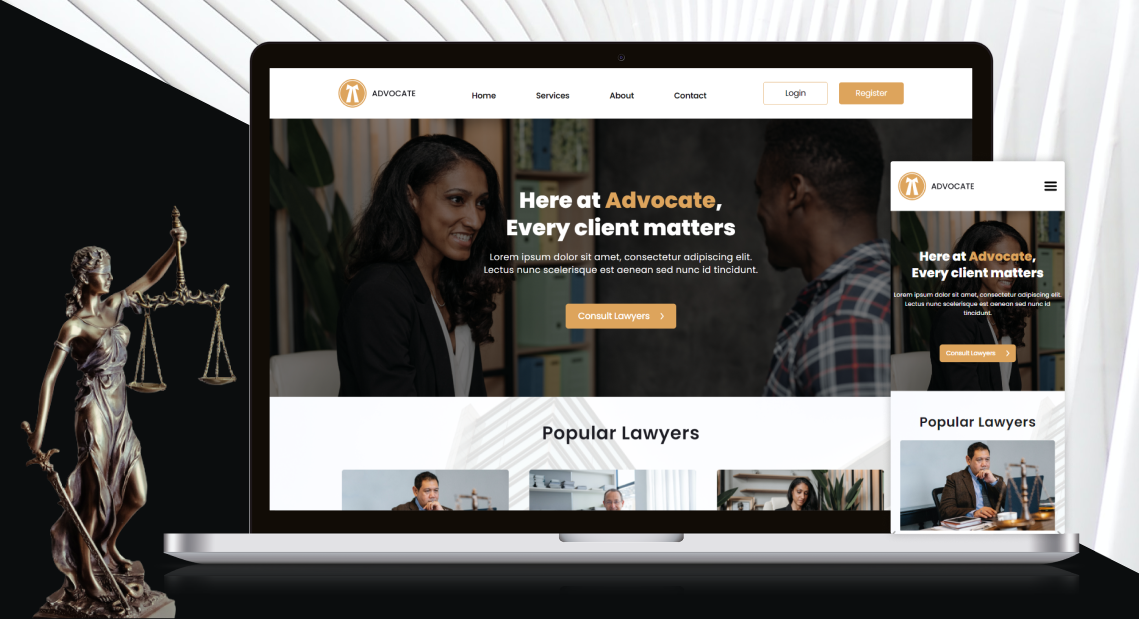 ADVOCATE
Home
Services
About
Contact
Login
Register
Here at Advocate,
Every client matters
Lorem ipsum dolor sit amet, consectetur adipiscing elit.
Lectus nunc scelerisque est aenean sed nunc id tincidunt.
Consult Lawyers
Popular Lawyers
ADVOCATE
Here at Advocate,
Every client matters
Lorem ipsum dolor sit amet, consectetur adipiscing elit.
Lectus nunc scelerisque est aenean sed nunc id
tincidunt.
Consult Lawyers
Popular Lawyers